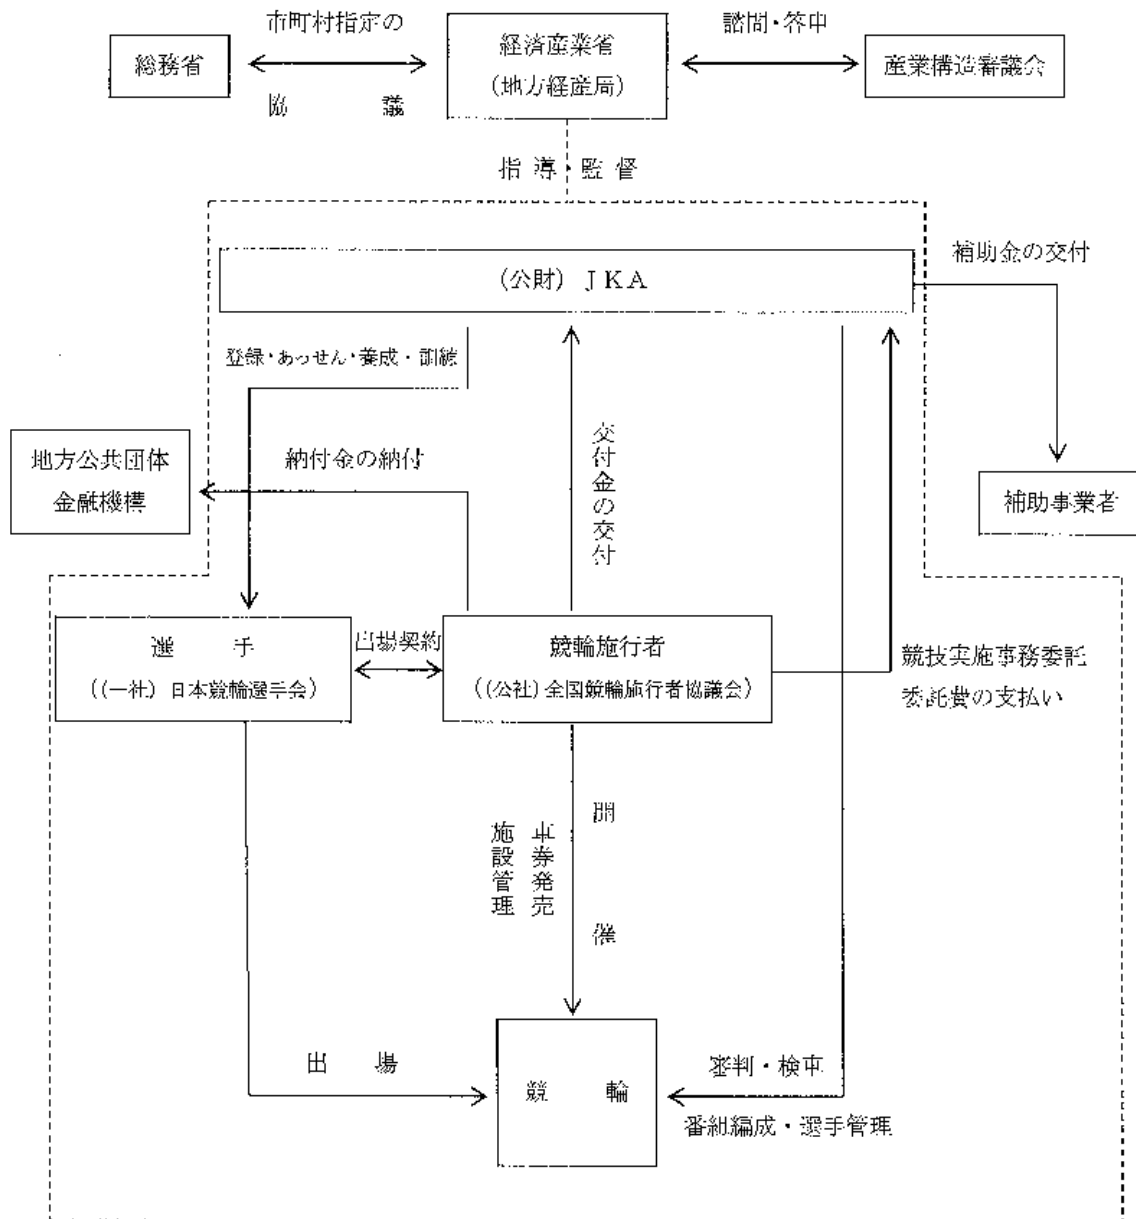 市町村指定の
協議
総務省
経済産業省
(地方経産局)
諮問・答申
産業構造審議会
指導・監督
(公財) JKA
補助金の交付
登録・あっせん・養成・訓練
地方公共団体
金融機構
納付金の納付
交付金の交付
補助事業者
選手
((一社) 日本競輪選手会)
出場契約
競輪施行者
((公社) 全国競輪施行者協議会)
競技実施事務委託
委託費の支払い
施設管理
車券発売
開催
出場
競輪
審判・検車
番組編成・選手管理